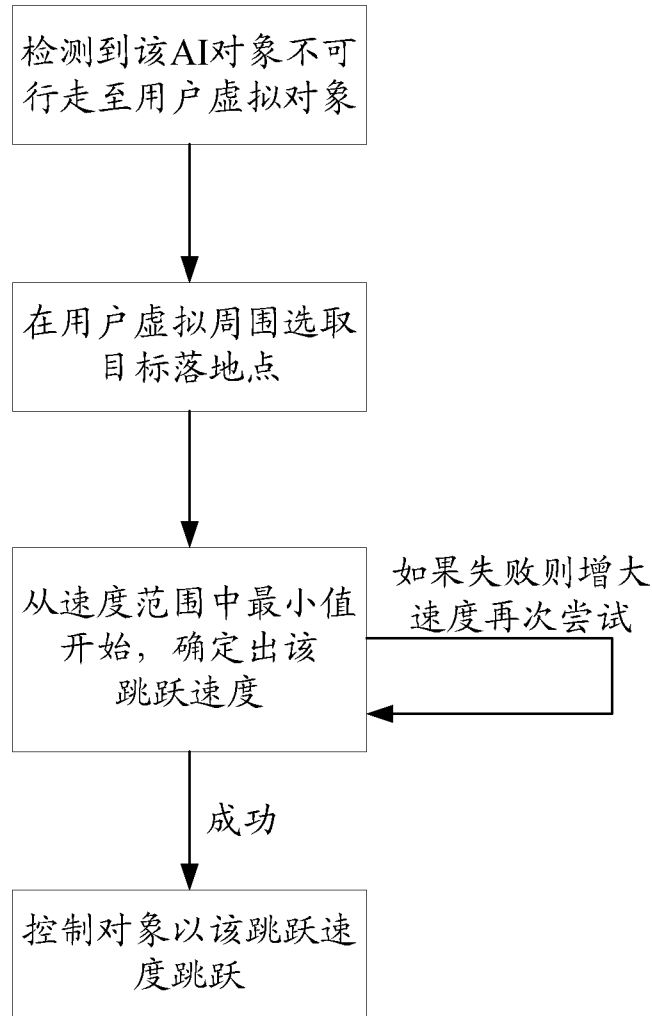 检测到该AI对象不可
行走至用户虚拟对象
在用户虚拟周围选取
目标落地点
从速度范围中最小值
开始，确定出该
跳跃速度
如果失败则增大
速度再次尝试
成功
控制对象以该跳跃速
度跳跃